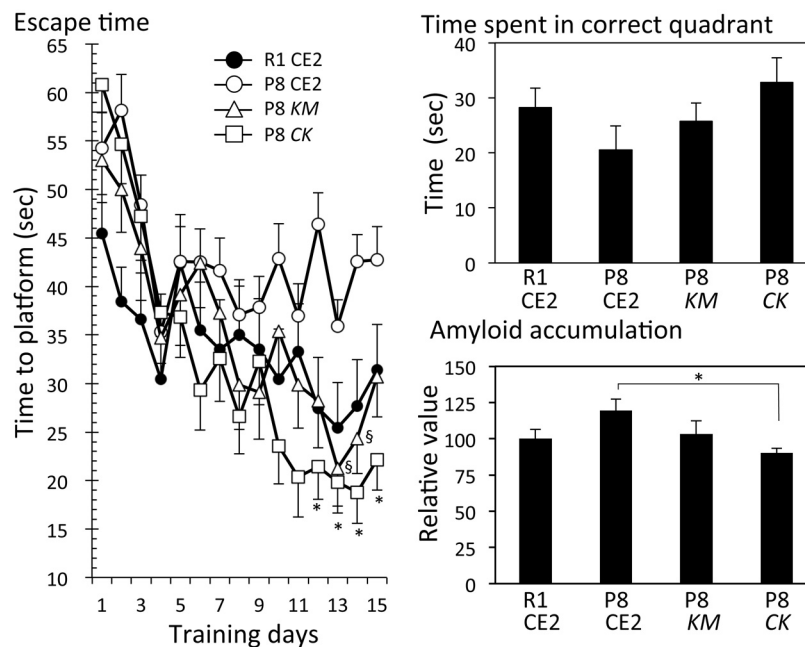 Escape time
Time to platform (sec)
65
60
55
50
45
40
35
30
25
20
15
10
R1 CE2
P8 CE2
P8 KM
P8 CK
§
§
*
*
*
*
1 3 5 7 9 11 13 15
Training days
Time spent in correct quadrant
Time (sec)
40
30
20
10
0
R1 P8 P8 P8
CE2 CE2 KM CK
Amyloid accumulation
Relative value
150
125
100
75
50
25
0
*
R1 P8 P8 P8
CE2 CE2 KM CK